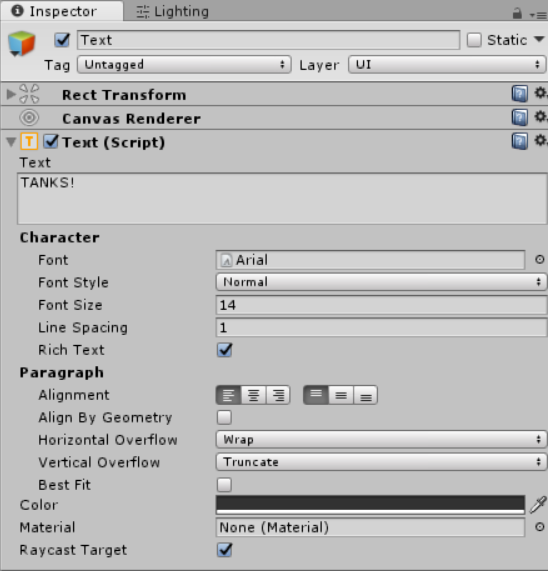 Inspector Lighting
Text Static
Tag Untagged Layer UI
Rect Transform
Canvas Renderer
T Text (Script)
Text
TANKS!
Character
Font Arial
Font Style Normal
Font Size 14
Line Spacing 1
Rich Text
Paragraph
Alignment
Align By Geometry
Horizontal Overflow Wrap
Vertical Overflow Truncate
Best Fit
Color
Material None (Material)
Raycast Target